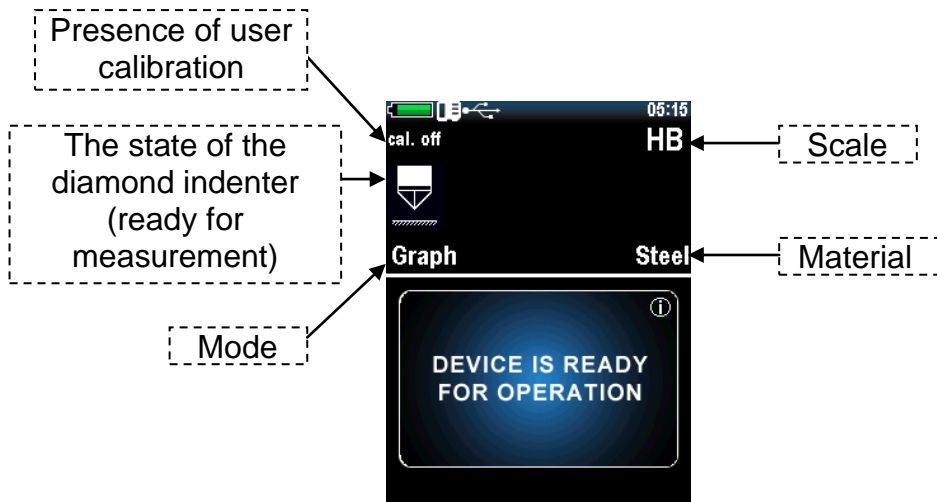 Presence of user
calibration
The state of the
diamond indenter
(ready for
measurement)
Mode
05:15
cal. off
HB
Graph
Steel
DEVICE IS READY
FOR OPERATION
Scale
Material